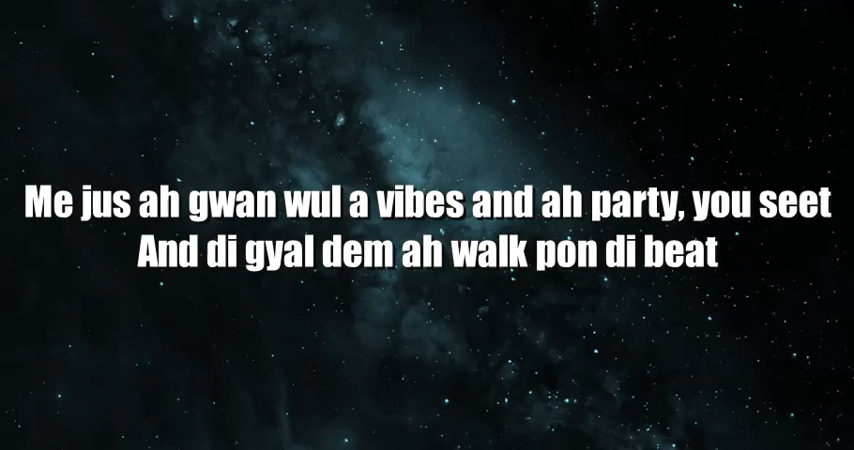 Me jus ah gwan wul a vibes and ah party, you seet
And di gyal dem ah walk pon di beat